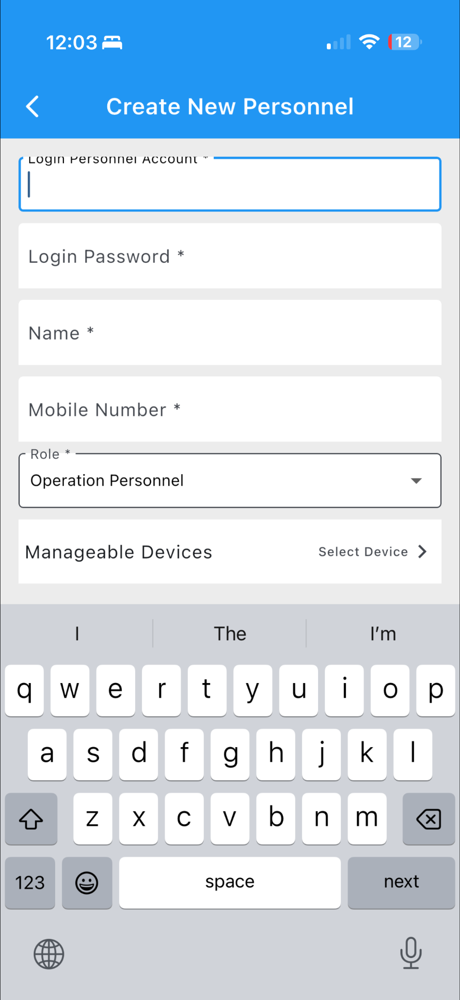 12:03
12
Create New Personnel
Login Personnel Account *
Login Password *
Name *
Mobile Number *
Role *
Operation Personnel
Manageable Devices Select Device
I The I’m
q w e r t y u i o p
a s d f g h j k l
z x c v b n m
123 space next